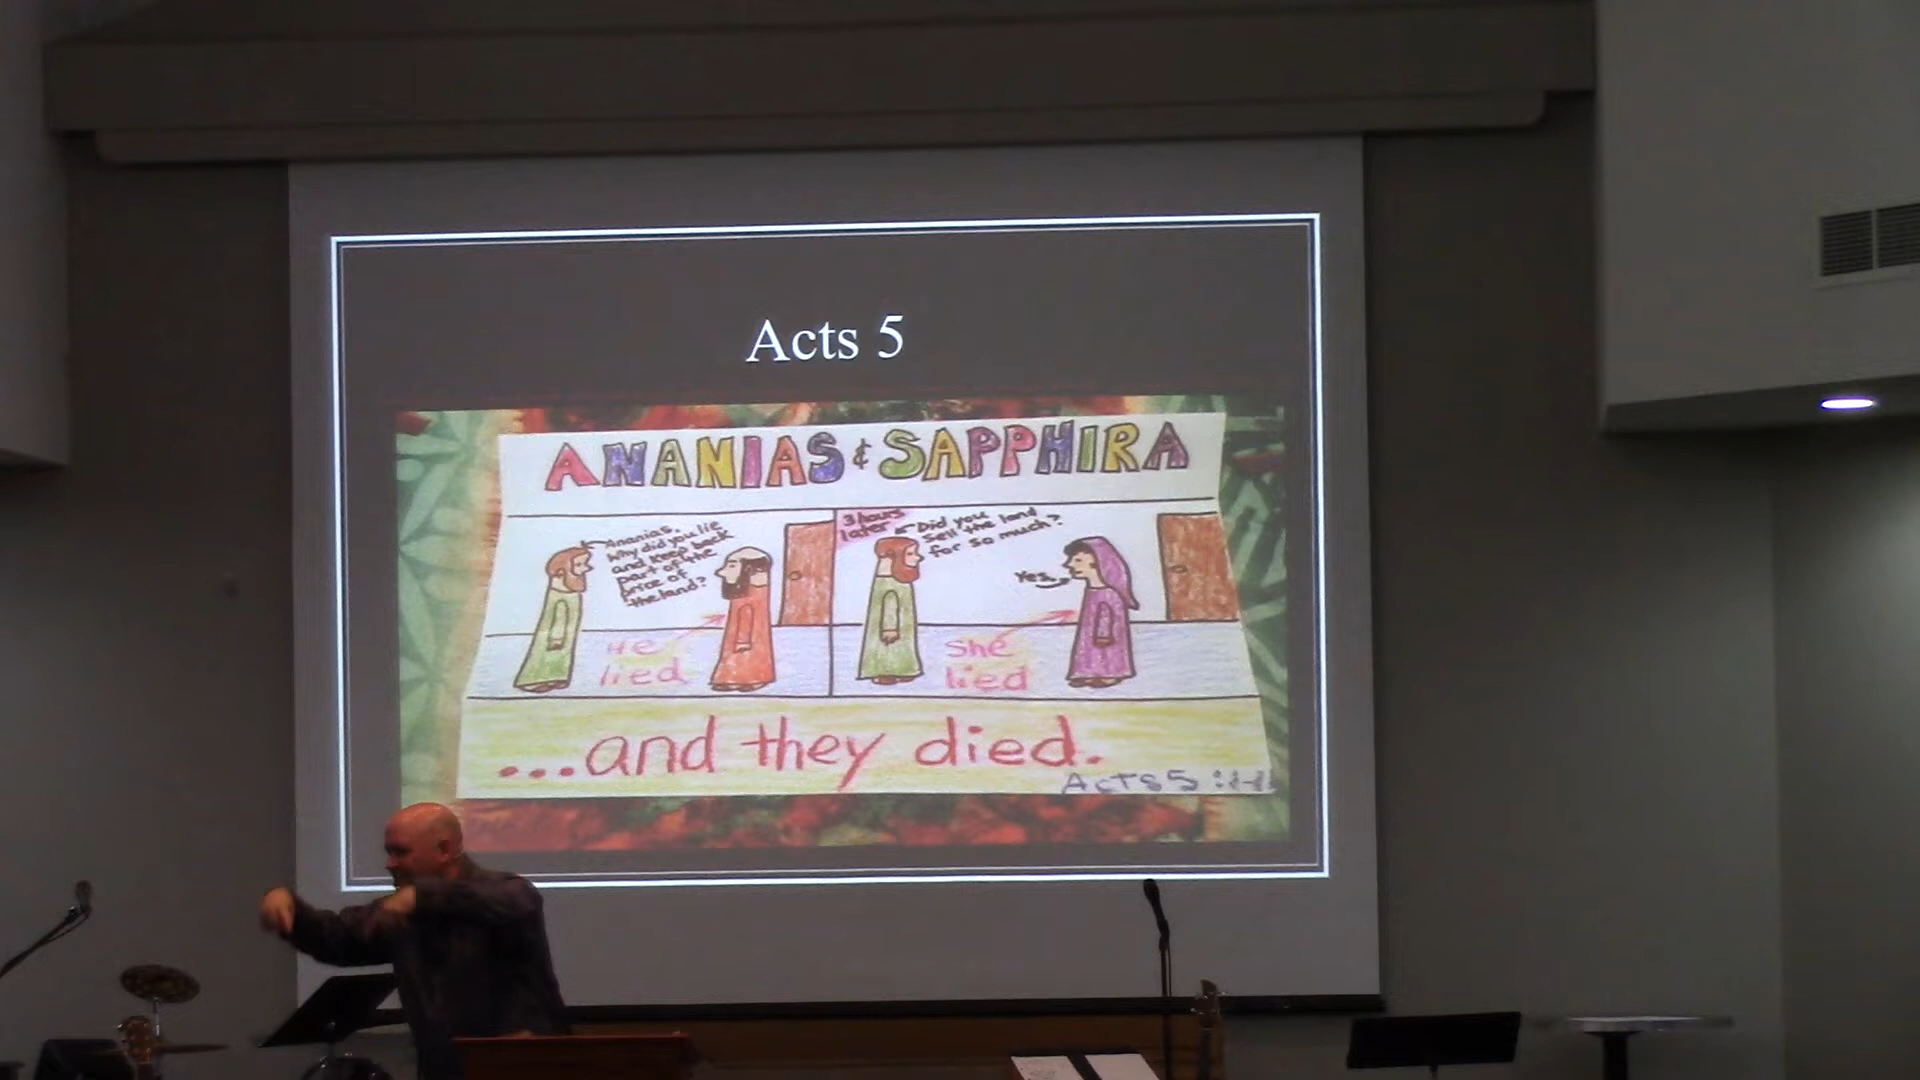 Acts 5
ANANIAS & SAPPHIRA
Ananias,
Why did you lie
and keep back
part of the
price of
the land?
He
lied
3 hours
later
Did you
sell the land
for so much?
Yes.
She
lied
...and they died.
Acts 5:1-11